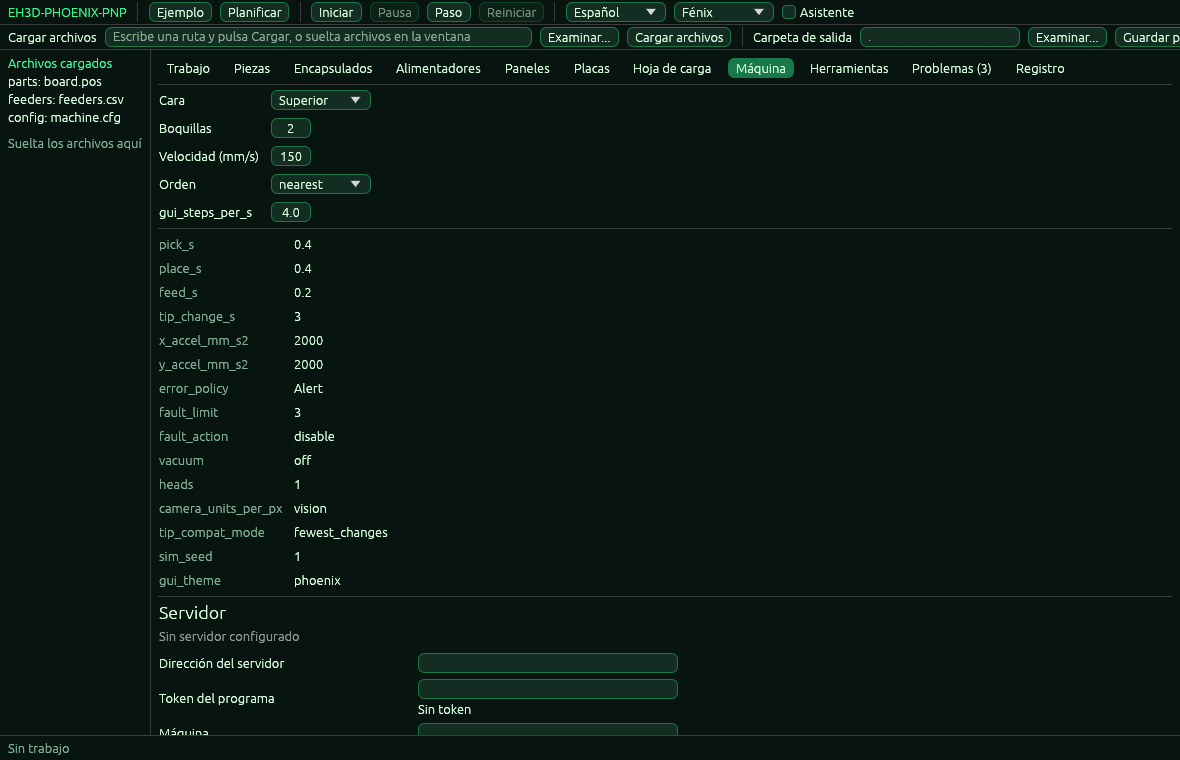 EH3D-PHOENIX-PNP Ejemplo Planificar Iniciar Pausa Paso Reiniciar Español Fénix Asistente
Cargar archivos Escribe una ruta y pulsa Cargar, o suelta archivos en la ventana Examinar... Cargar archivos Carpeta de salida . Examinar... Guardar p
Archivos cargados
parts: board.pos
feeders: feeders.csv
config: machine.cfg
Suelta los archivos aquí
Trabajo Piezas Encapsulados Alimentadores Paneles Placas Hoja de carga Máquina Herramientas Problemas (3) Registro
Cara Superior
Boquillas 2
Velocidad (mm/s) 150
Orden nearest
gui_steps_per_s 4.0
pick_s 0.4
place_s 0.4
feed_s 0.2
tip_change_s 3
x_accel_mm_s2 2000
y_accel_mm_s2 2000
error_policy Alert
fault_limit 3
fault_action disable
vacuum off
heads 1
camera_units_per_px vision
tip_compat_mode fewest_changes
sim_seed 1
gui_theme phoenix
Servidor
Sin servidor configurado
Dirección del servidor
Token del programa
Sin token
Máquina
Sin trabajo